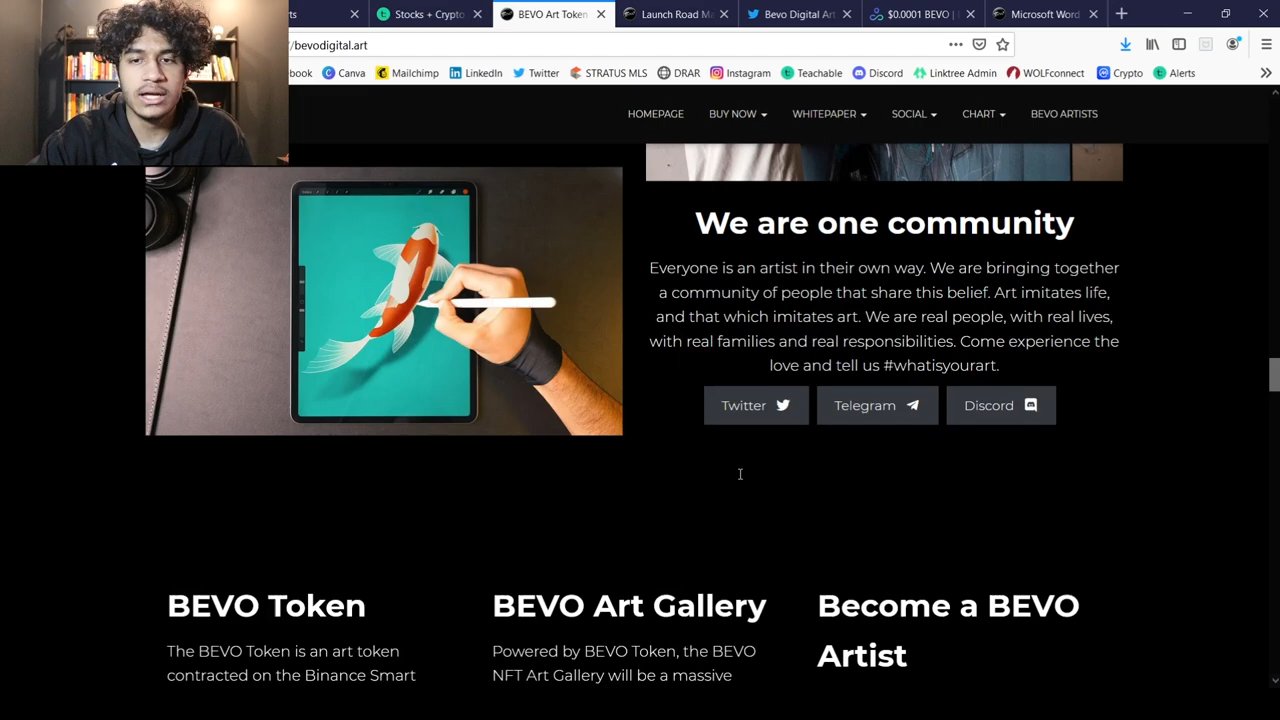 rts
Stocks + Crypto
BEVO Art Token
Launch Road Ma
Bevo Digital Art
$0.0001 BEVO |
Microsoft Word
//bevodigital.art
book
Canva
Mailchimp
LinkedIn
Twitter
STRATUS MLS
DRAR
Instagram
Teachable
Discord
Linktree Admin
WOLFconnect
Crypto
Alerts
HOMEPAGE
BUY NOW
WHITEPAPER
SOCIAL
CHART
BEVO ARTISTS
We are one community
Everyone is an artist in their own way. We are bringing together
a community of people that share this belief. Art imitates life,
and that which imitates art. We are real people, with real lives,
with real families and real responsibilities. Come experience the
love and tell us #whatisyourart.
Twitter
Telegram
Discord
BEVO Token
The BEVO Token is an art token
contracted on the Binance Smart
BEVO Art Gallery
Powered by BEVO Token, the BEVO
NFT Art Gallery will be a massive
Become a BEVO
Artist